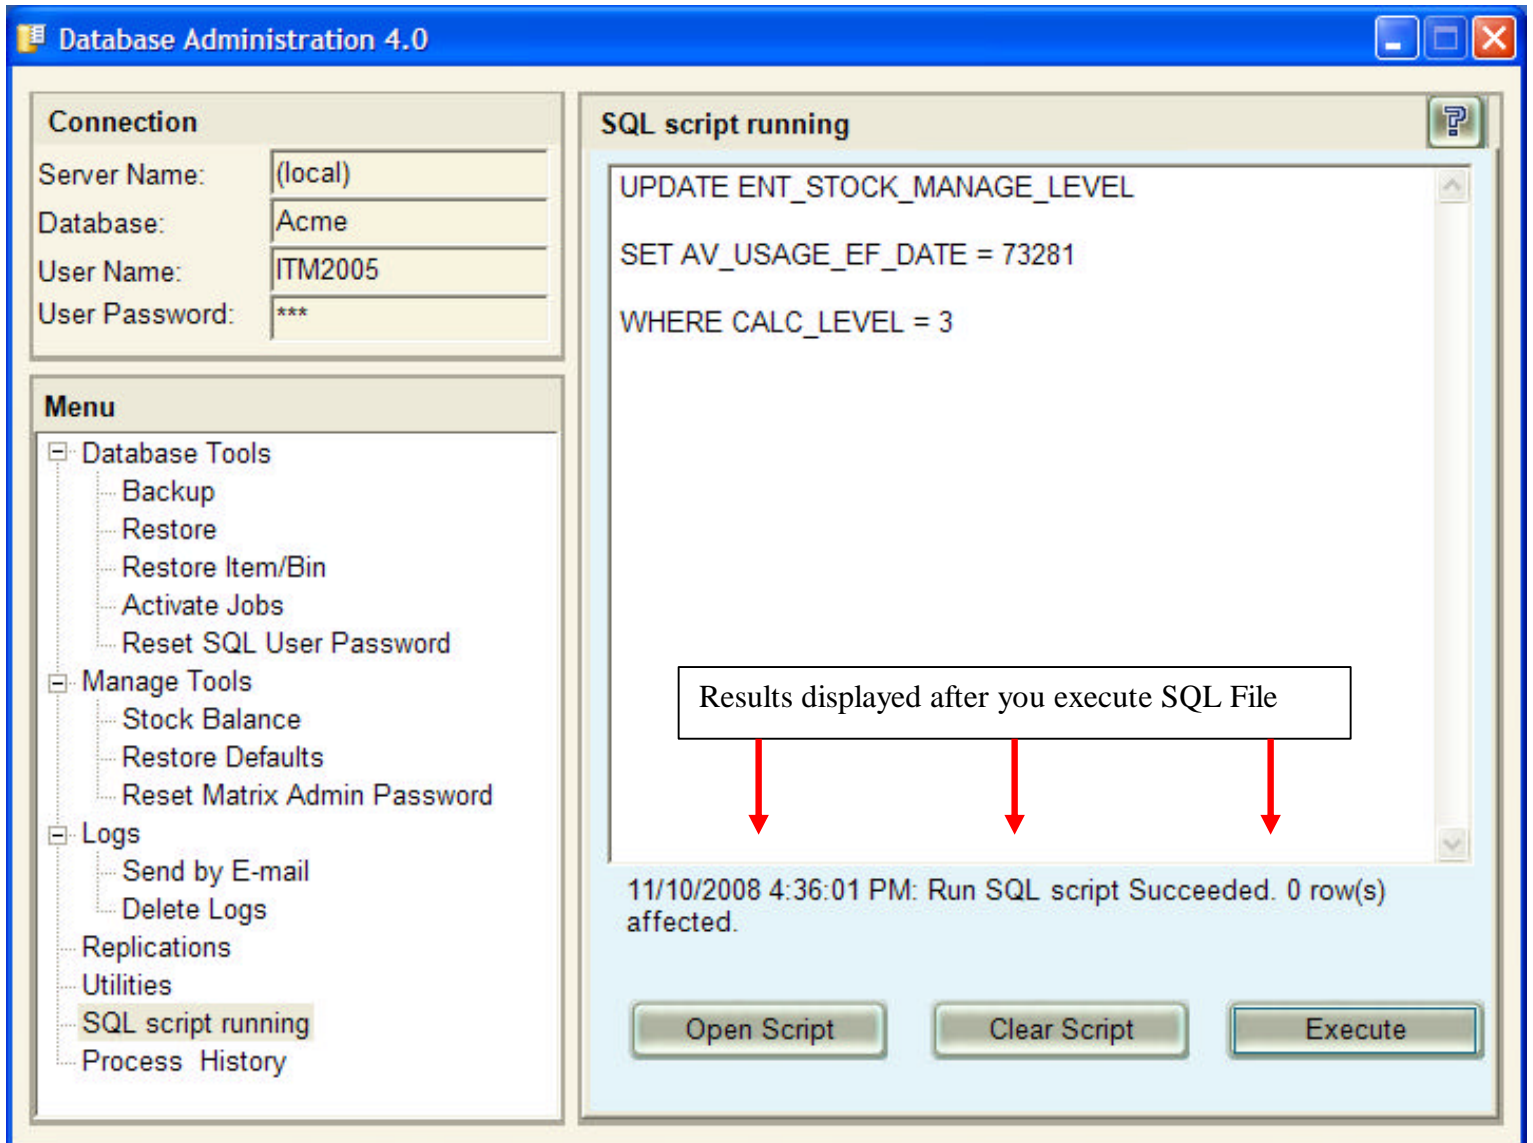 Database Administration 4.0
Connection
Server Name: (local)
Database: Acme
User Name: ITM2005
User Password: ***
Menu
Database Tools
Backup
Restore
Restore Item/Bin
Activate Jobs
Reset SQL User Password
Manage Tools
Stock Balance
Restore Defaults
Reset Matrix Admin Password
Logs
Send by E-mail
Delete Logs
Replications
Utilities
SQL script running
Process History
SQL script running
?
UPDATE ENT_STOCK_MANAGE_LEVEL
SET AV_USAGE_EF_DATE = 73281
WHERE CALC_LEVEL = 3
Results displayed after you execute SQL File
11/10/2008 4:36:01 PM: Run SQL script Succeeded. 0 row(s)
affected.
Open Script Clear Script Execute